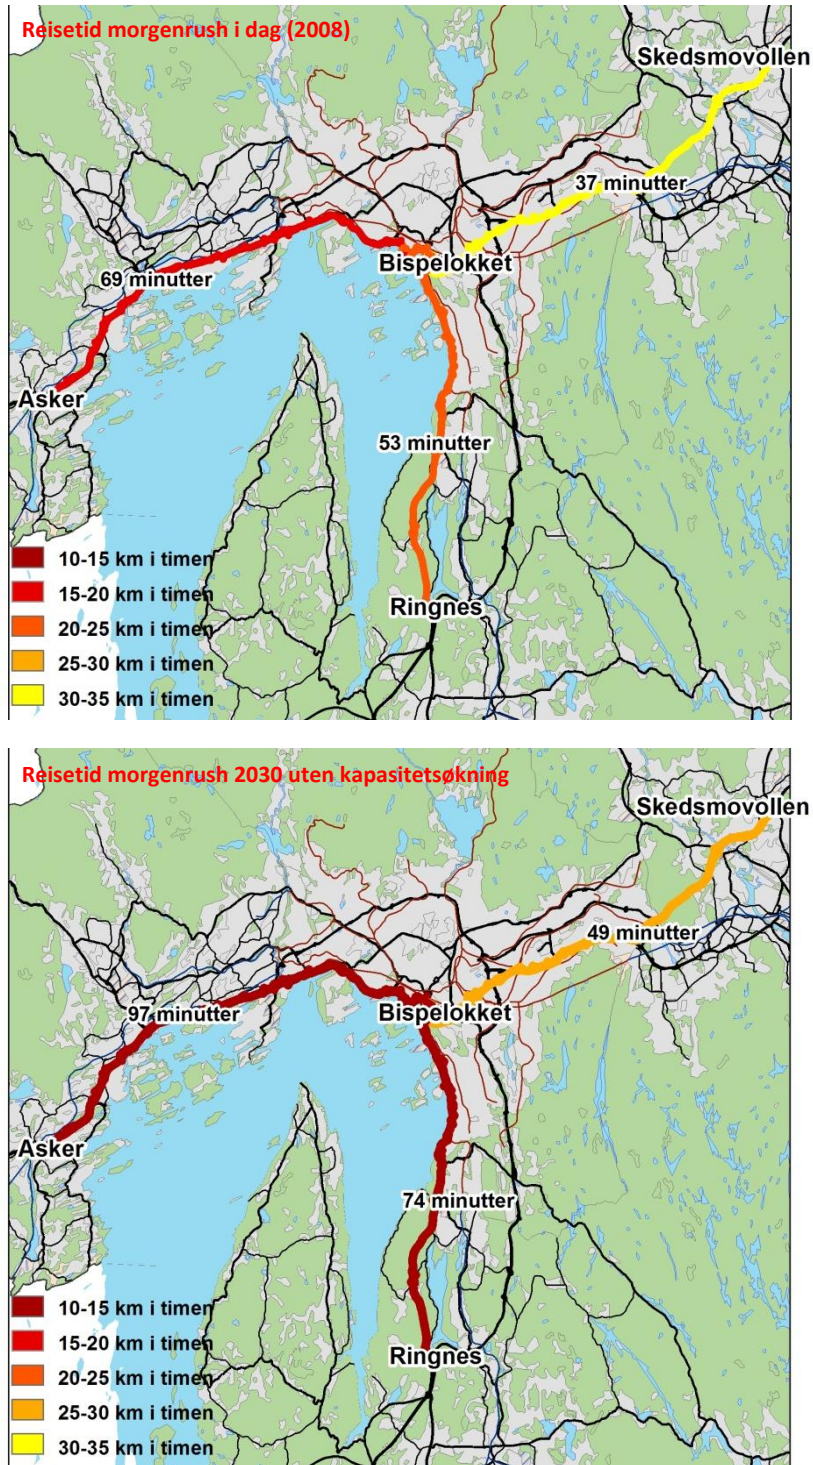 Reisetid morgenrush i dag (2008)
Skedsmovollen
37 minutter
Bispelokket
69 minutter
Asker
53 minutter
Ringnes
10-15 km i timen
15-20 km i timen
20-25 km i timen
25-30 km i timen
30-35 km i timen
Reisetid morgenrush 2030 uten kapasitetsøkning
Skedsmovollen
49 minutter
Bispelokket
97 minutter
Asker
74 minutter
Ringnes
10-15 km i timen
15-20 km i timen
20-25 km i timen
25-30 km i timen
30-35 km i timen